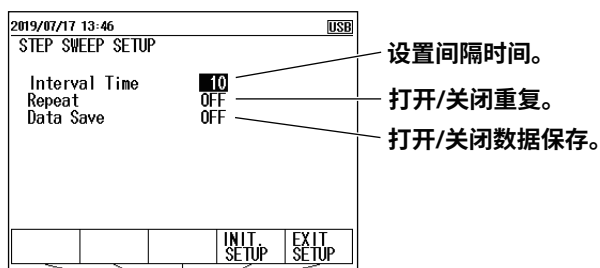 2019/07/17 13:46 USB
STEP SWEEP SETUP
Interval Time 10 设置间隔时间。
Repeat OFF 打开/关闭重复。
Data Save OFF 打开/关闭数据保存。
INIT. EXIT
SETUP SETUP